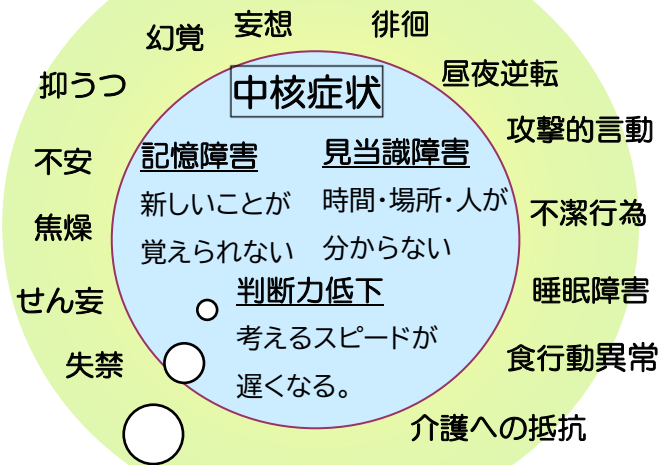 妄想
徘徊
幻覚
昼夜逆転
抑うつ
攻撃的言動
不安
不潔行為
焦燥
睡眠障害
せん妄
食行動異常
失禁
介護への抵抗
中核症状
記憶障害
新しいことが
覚えられない
見当識障害
時間・場所・人が
分からない
判断力低下
考えるスピードが
遅くなる。